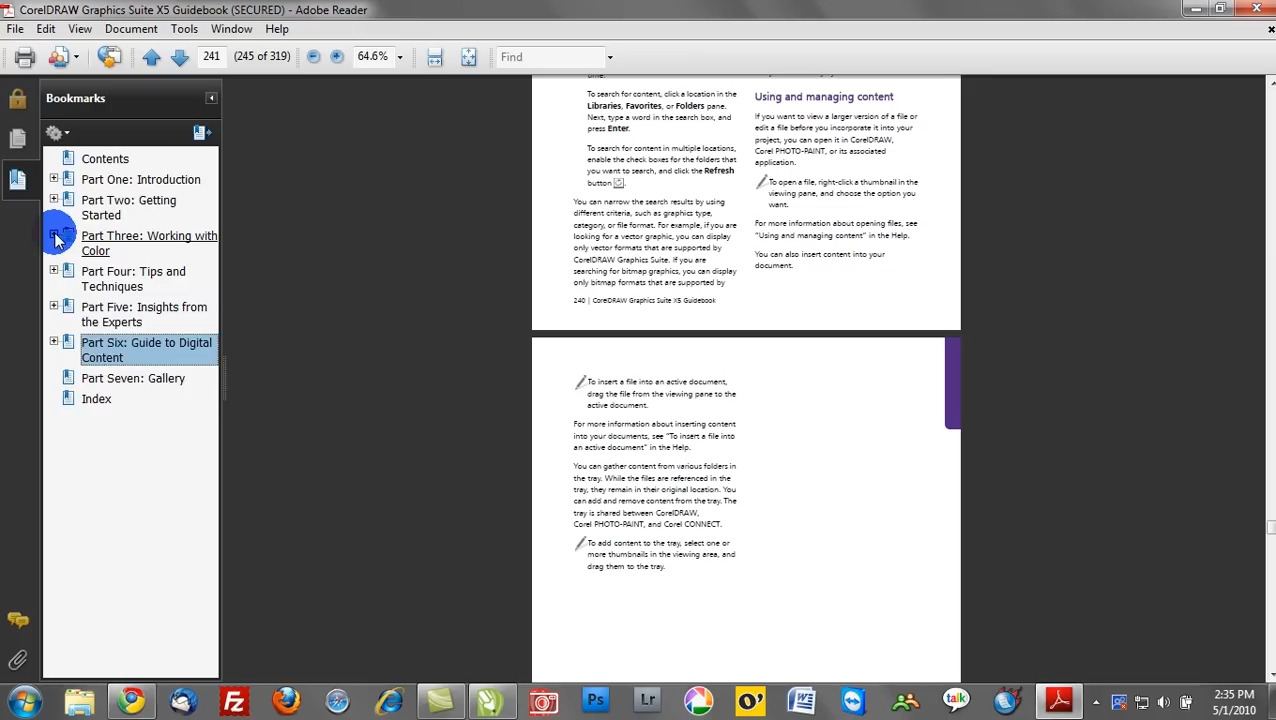 CorelDRAW Graphics Suite X5 Guidebook (SECURED) - Adobe Reader
File Edit View Document Tools Window Help
241 (245 of 319) 64.6% Find
Bookmarks
Contents
Part One: Introduction
Part Two: Getting
Started
Part Three: Working with
Color
Part Four: Tips and
Techniques
Part Five: Insights from
the Experts
Part Six: Guide to Digital
Content
Part Seven: Gallery
Index
time.
To search for content, click a location in the
Libraries, Favorites, or Folders pane.
Next, type a word in the search box, and
press Enter.
To search for content in multiple locations,
enable the check boxes for the folders that
you want to search, and click the Refresh
button
You can narrow the search results by using
different criteria, such as graphics type,
category, or file format. For example, if you are
looking for a vector graphic, you can display
only vector formats that are supported by
CorelDRAW Graphics Suite. If you are
searching for bitmap graphics, you can display
only bitmap formats that are supported by
240 | CorelDRAW Graphics Suite X5 Guidebook
Using and managing content
If you want to view a larger version of a file or
edit a file before you incorporate it into your
project, you can open it in CorelDRAW,
Corel PHOTO-PAINT, or its associated
application.
To open a file, right-click a thumbnail in the
viewing pane, and choose the option you
want.
For more information about opening files, see
"Using and managing content" in the Help.
You can also insert content into your
document.
To insert a file into an active document,
drag the file from the viewing pane to the
active document.
For more information about inserting content
into your documents, see "To insert a file into
an active document" in the Help.
You can gather content from various folders in
the tray. While the files are referenced in the
tray, they remain in their original location. You
can add and remove content from the tray. The
tray is shared between CorelDRAW,
Corel PHOTO-PAINT, and Corel CONNECT.
To add content to the tray, select one or
more thumbnails in the viewing area, and
drag them to the tray.
Ps Lr O' W talk
2:35 PM
5/1/2010